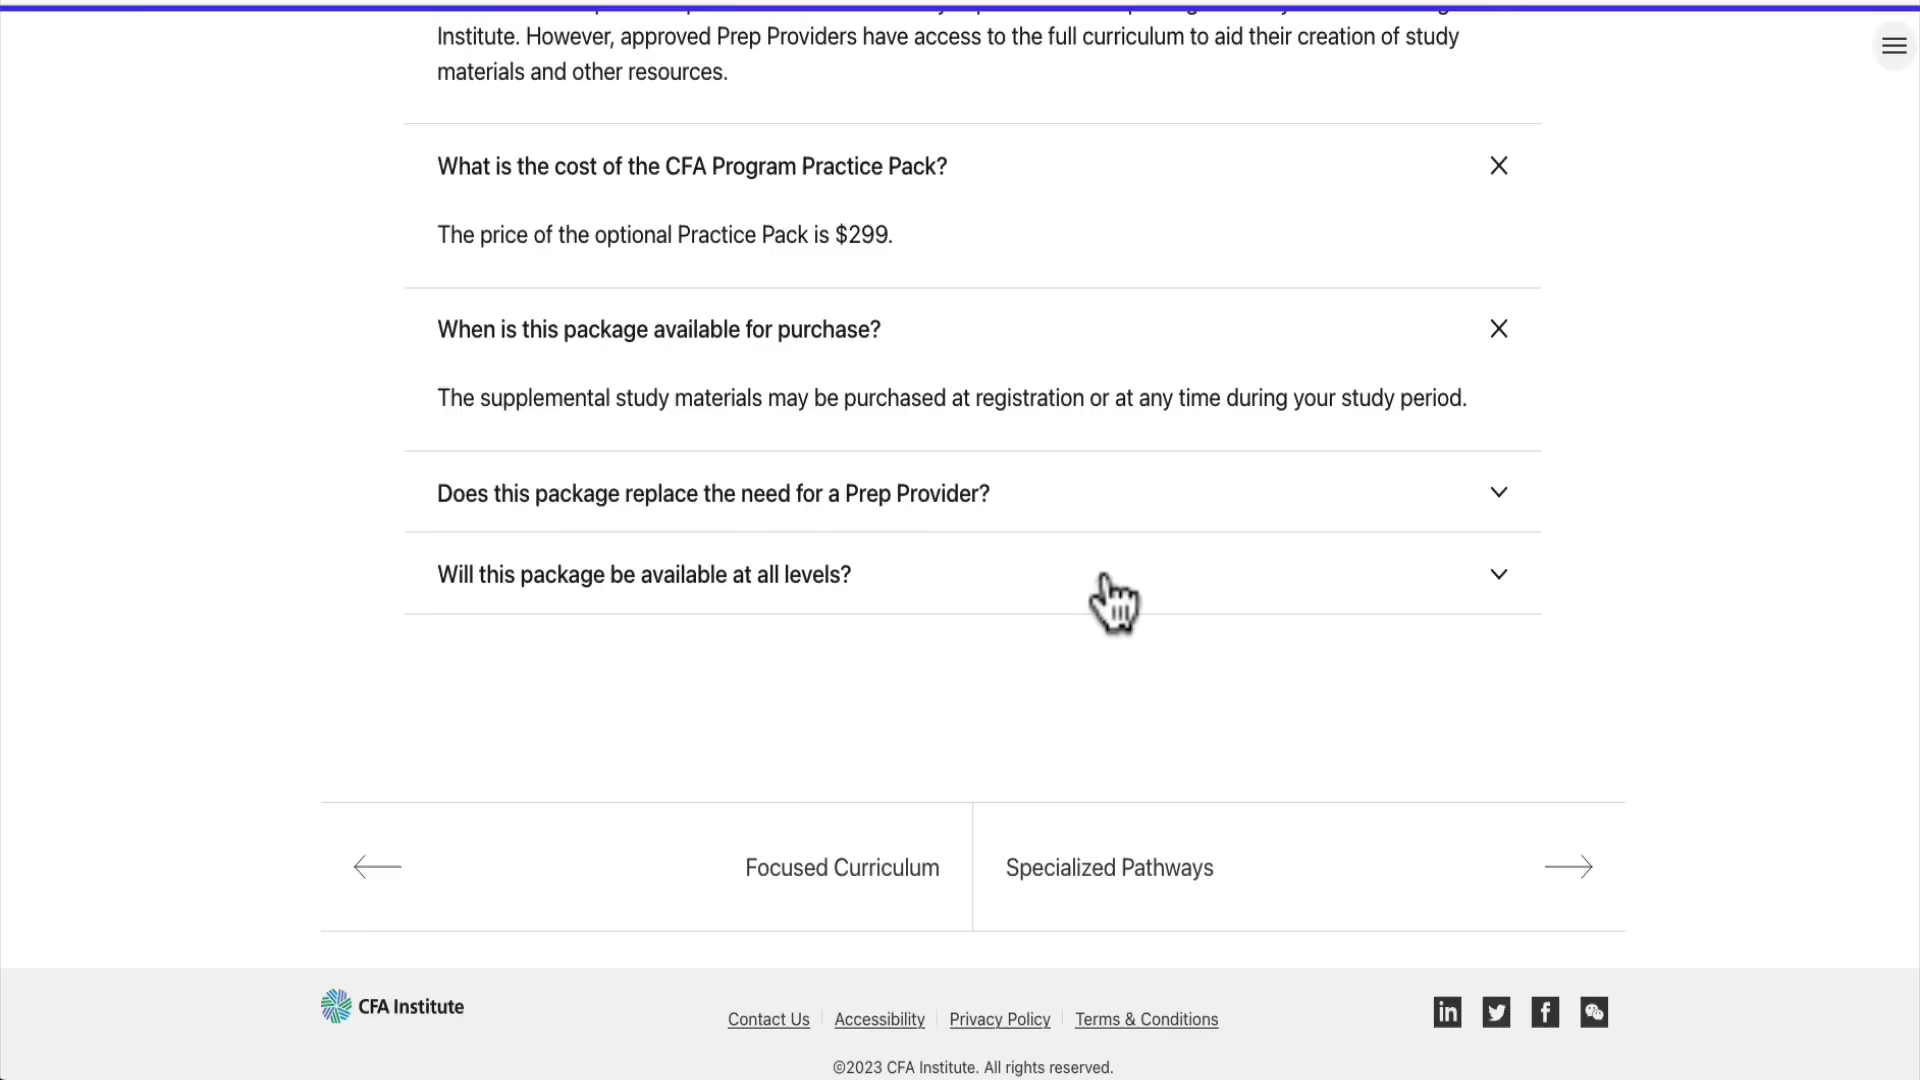 Institute. However, approved Prep Providers have access to the full curriculum to aid their creation of study
materials and other resources.
What is the cost of the CFA Program Practice Pack?
The price of the optional Practice Pack is $299.
When is this package available for purchase?
The supplemental study materials may be purchased at registration or at any time during your study period.
Does this package replace the need for a Prep Provider?
Will this package be available at all levels?
Focused Curriculum
Specialized Pathways
CFA Institute
Contact Us
Accessibility
Privacy Policy
Terms & Conditions
in
f
©2023 CFA Institute. All rights reserved.